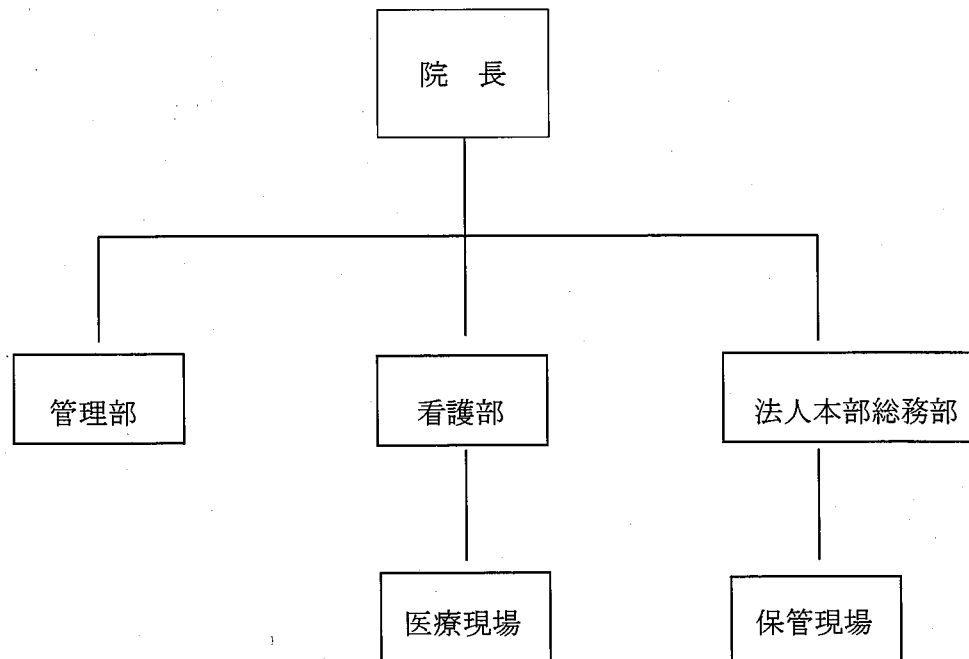 院　長
管理部
看護部
法人本部総務部
医療現場
保管現場